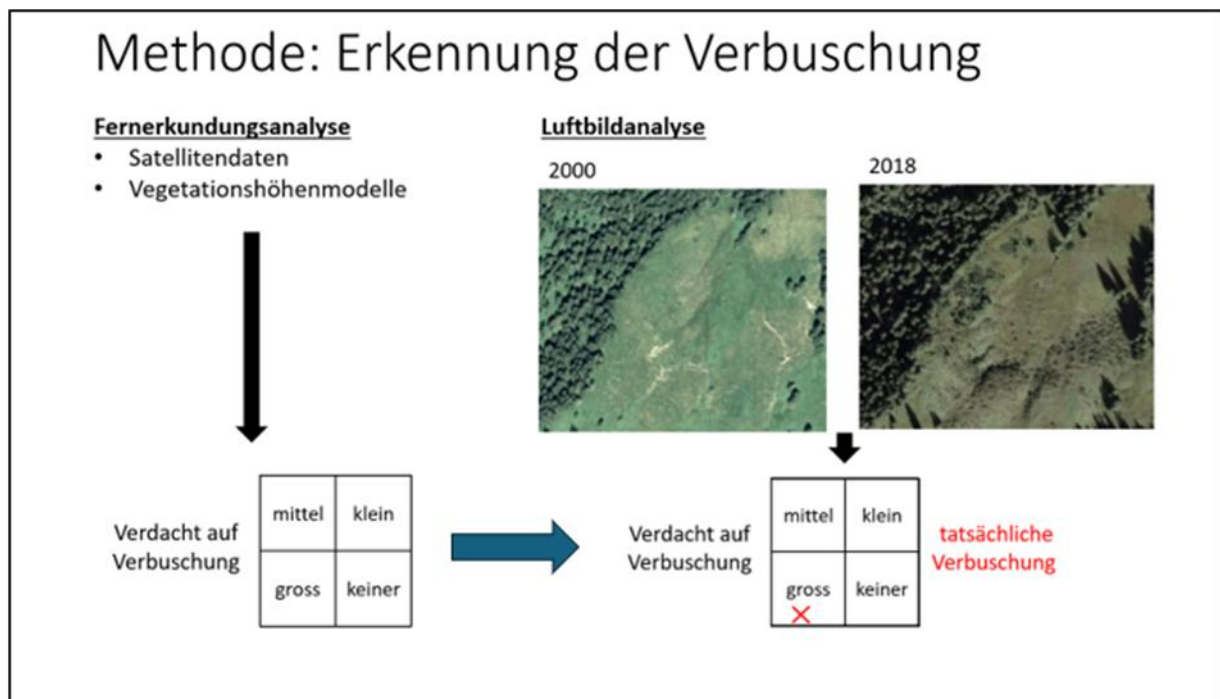 Methode: Erkennung der Verbuschung
Fernerkundungsanalyse
• Satellitendaten
• Vegetationshöhenmodelle
Luftbildanalyse
2000
2018
Verdacht auf
Verbuschung
mittel klein
gross keiner
Verdacht auf
Verbuschung
mittel klein
gross keiner
tatsächliche
Verbuschung